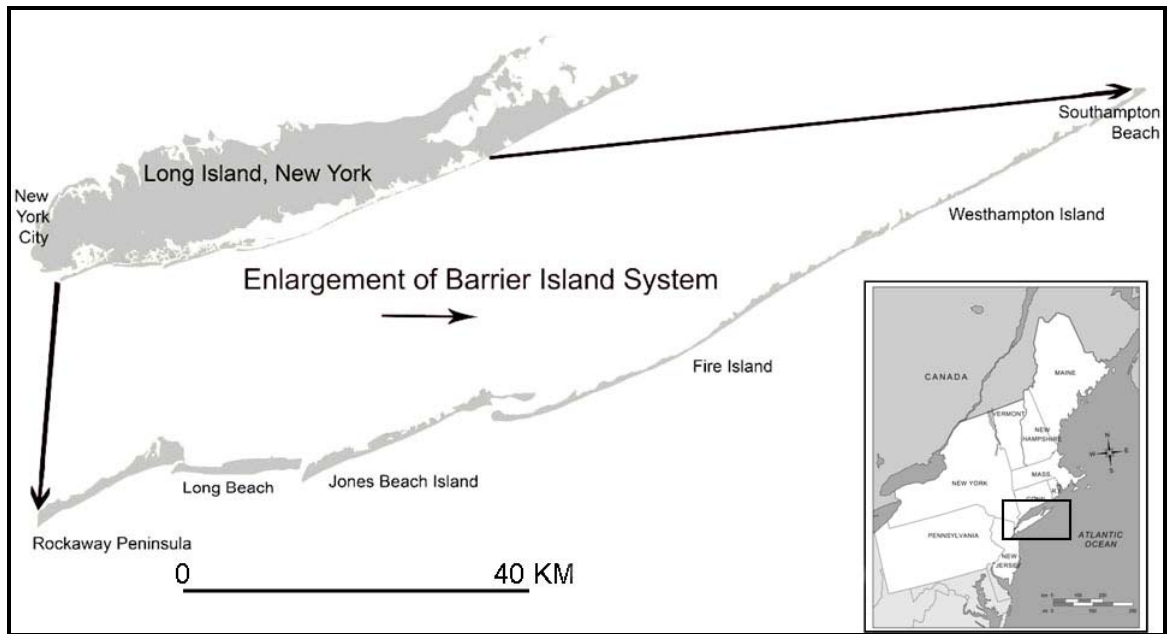 Long Island, New York
New
York
City
Southampton
Beach
Westhampton Island
Enlargement of Barrier Island System
Fire Island
Jones Beach Island
Long Beach
Rockaway Peninsula
0 40 KM
CANADA
MAINE
VERMONT
NEW
HAMPSHIRE
MASS.
NEW YORK
CONN.
PENNSYLVANIA
NEW
JERSEY
ATLANTIC
OCEAN
N
W E
S